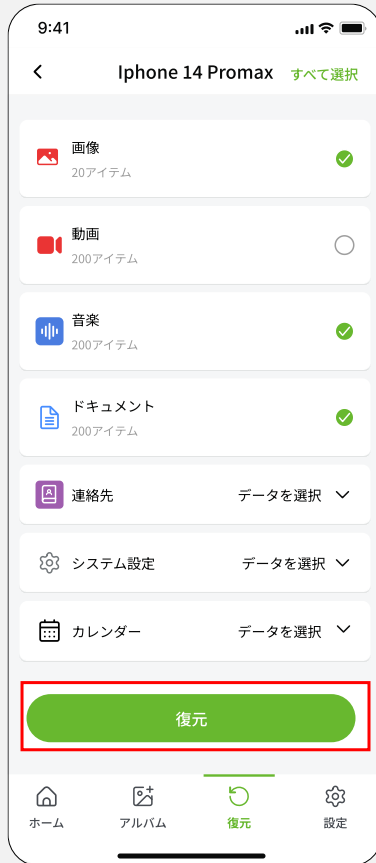 9:41
Iphone 14 Promax すべて選択
画像
20アイテム
動画
200アイテム
音楽
200アイテム
ドキュメント
200アイテム
連絡先 データを選択
システム設定 データを選択
カレンダー データを選択
復元
ホーム アルバム 復元 設定